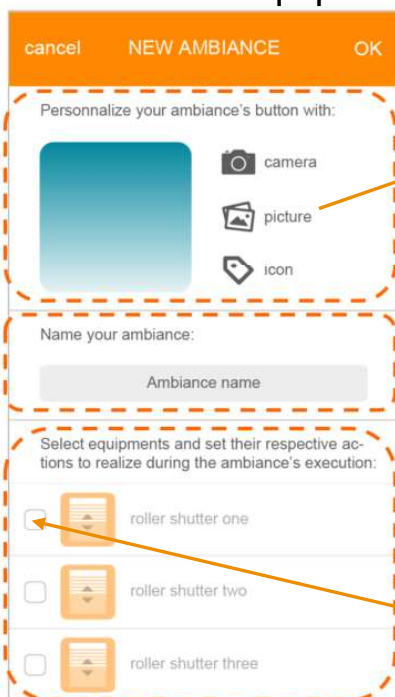 cancel NEW AMBIANCE OK
Personnalize your ambiance's button with:
camera
picture
icon
Name your ambiance:
Ambiance name
Select equipments and set their respective ac-
tions to realize during the ambiance's execution:
roller shutter one
roller shutter two
roller shutter three